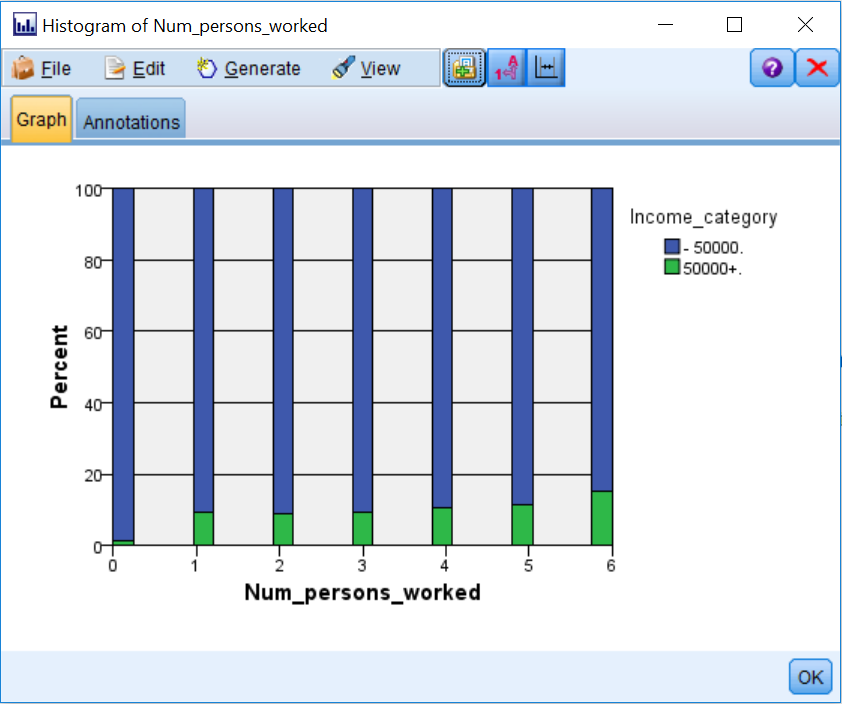 Histogram of Num_persons_worked
File Edit Generate View
Graph Annotations
100
80
60
40
20
0
Percent
0 1 2 3 4 5 6
Num_persons_worked
Income_category
- 50000.
50000+.
OK